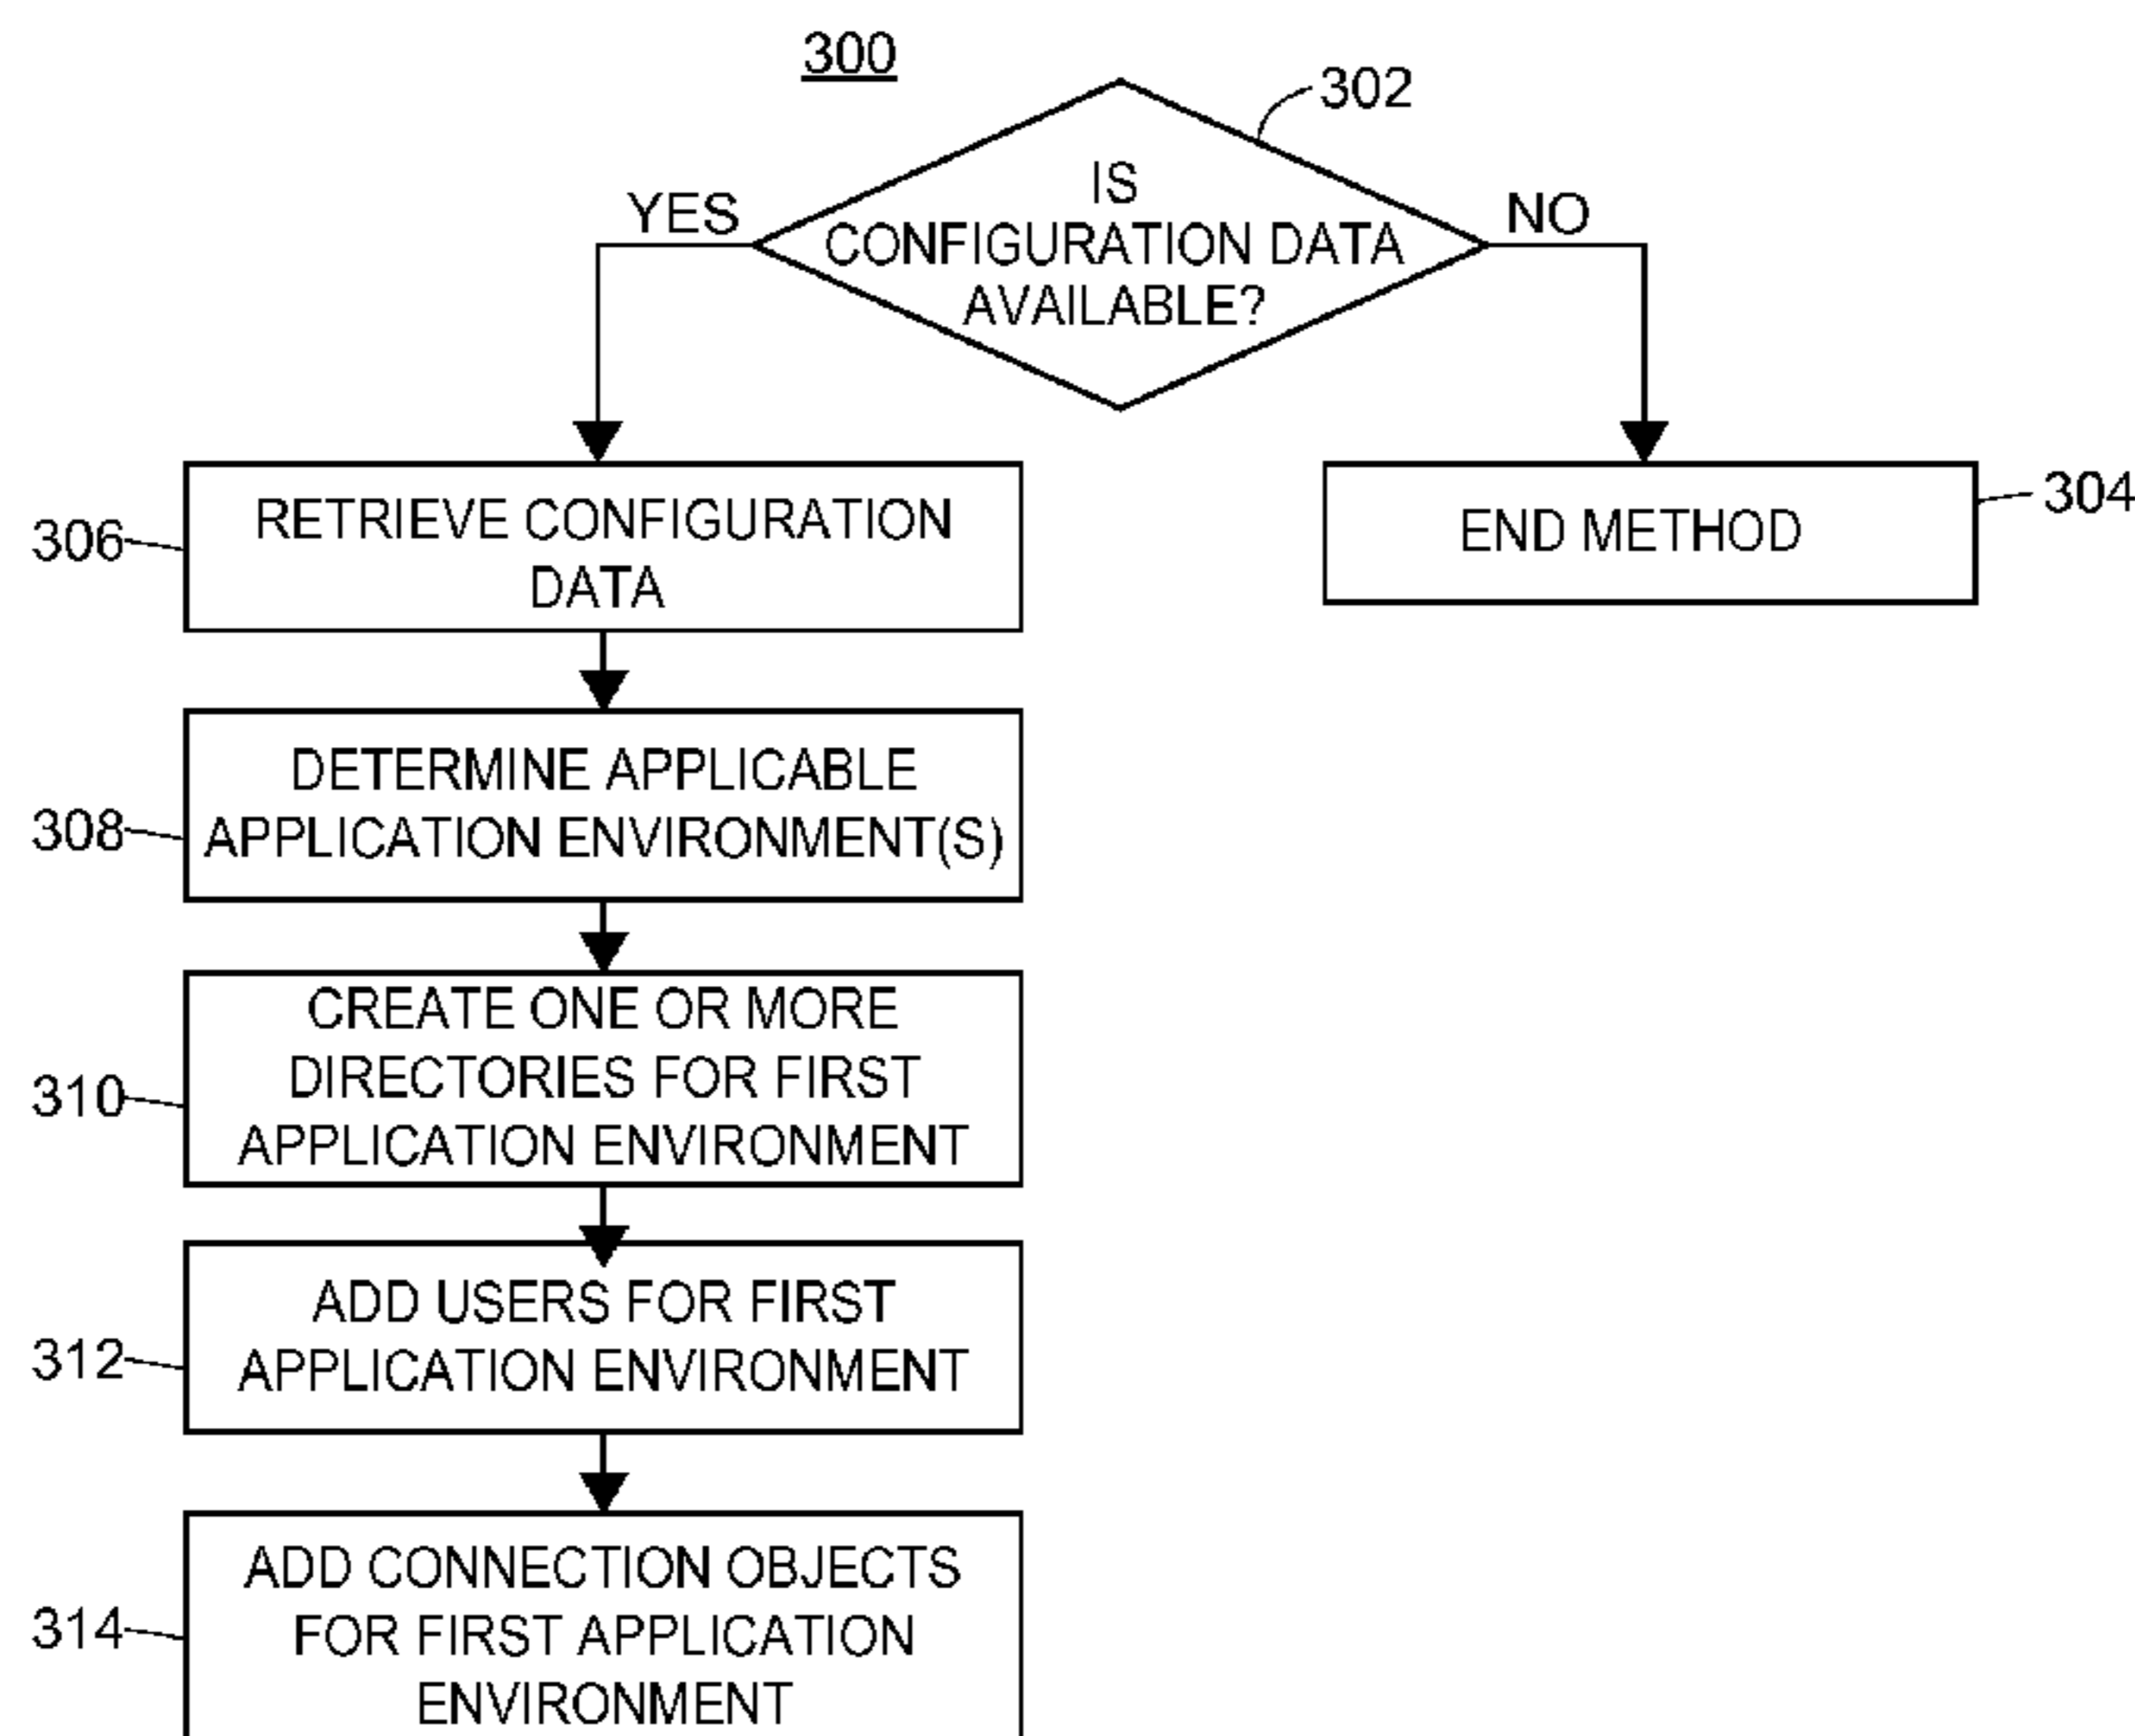 300
302
IS
CONFIGURATION DATA
AVAILABLE?
YES
NO
306
RETRIEVE CONFIGURATION
DATA
END METHOD
304
308
DETERMINE APPLICABLE
APPLICATION ENVIRONMENT(S)
310
CREATE ONE OR MORE
DIRECTORIES FOR FIRST
APPLICATION ENVIRONMENT
312
ADD USERS FOR FIRST
APPLICATION ENVIRONMENT
314
ADD CONNECTION OBJECTS
FOR FIRST APPLICATION
ENVIRONMENT